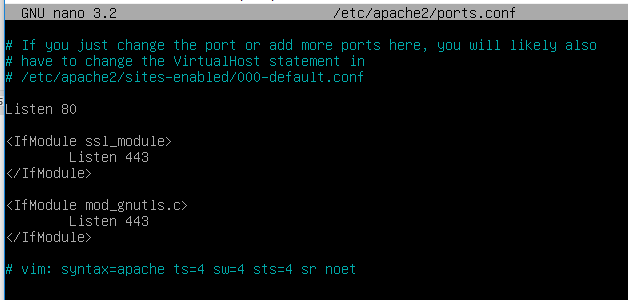 GNU nano 3.2 /etc/apache2/ports.conf
# If you just change the port or add more ports here, you will likely also
# have to change the VirtualHost statement in
# /etc/apache2/sites-enabled/000-default.conf
Listen 80
<IfModule ssl_module>
        Listen 443
</IfModule>
<IfModule mod_gnutls.c>
        Listen 443
</IfModule>
# vim: syntax=apache ts=4 sw=4 sts=4 sr noet